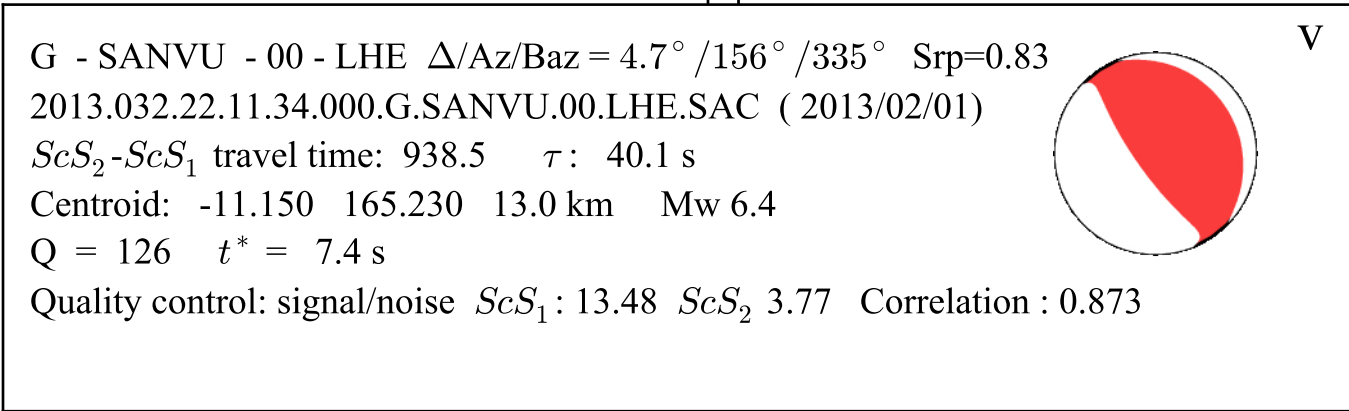 V
G - SANVU - 00 - LHE Δ/Az/Baz = 4.7° /156° /335° Srp=0.83
2013.032.22.11.34.000.G.SANVU.00.LHE.SAC ( 2013/02/01)
ScS₂-ScS₁ travel time: 938.5 τ : 40.1 s
Centroid: -11.150 165.230 13.0 km Mw 6.4
Q = 126 t* = 7.4 s
Quality control: signal/noise ScS₁: 13.48 ScS₂ 3.77 Correlation : 0.873